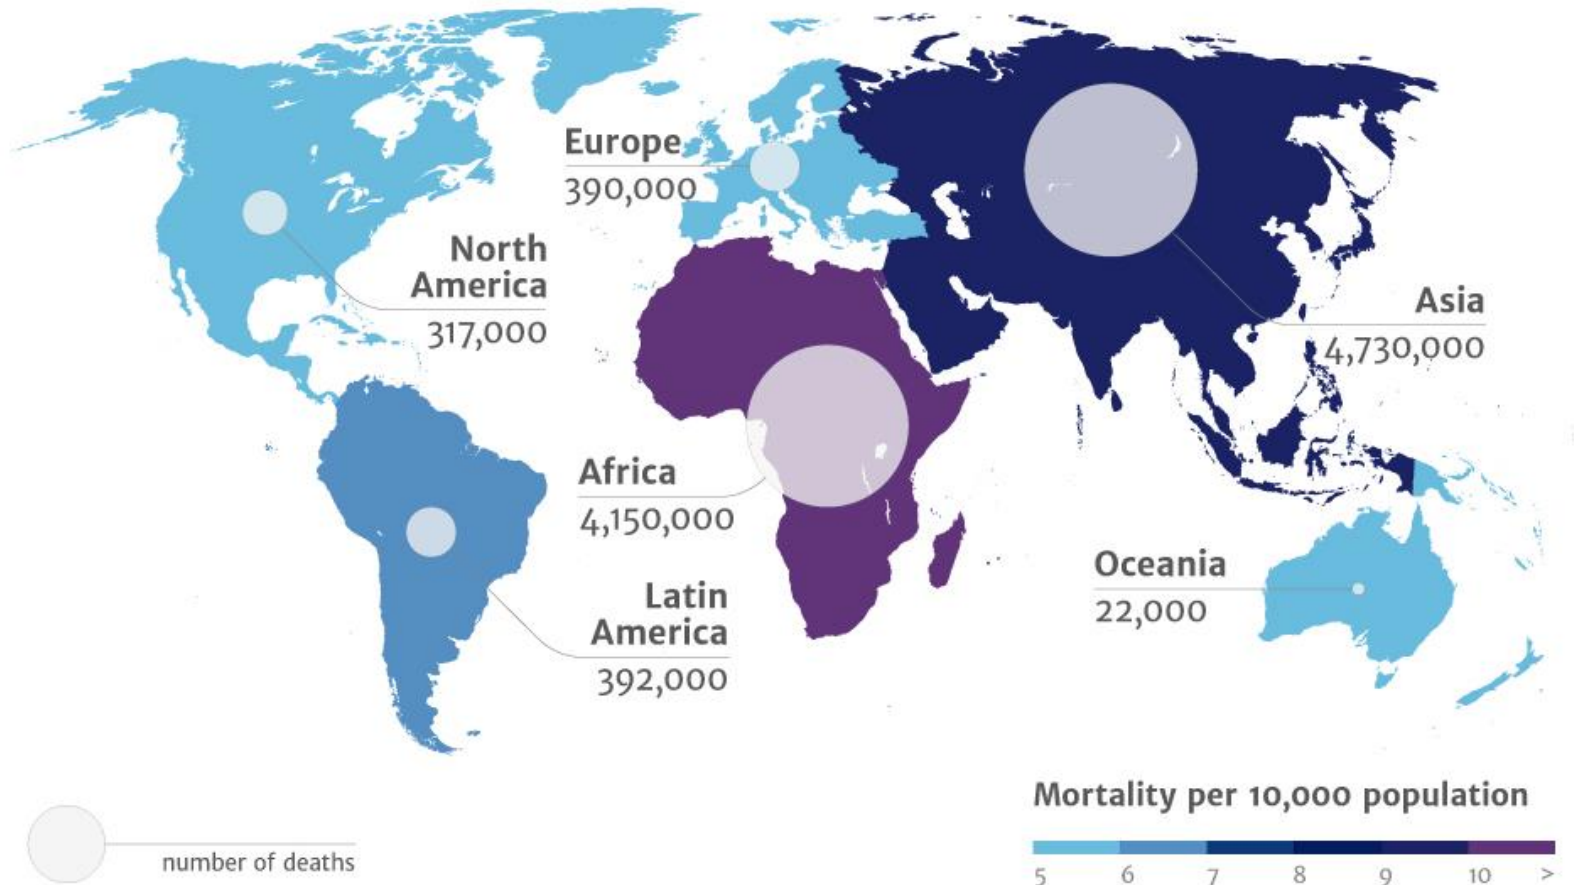 Europe
390,000
North
America
317,000
Asia
4,730,000
Africa
4,150,000
Oceania
22,000
Latin
America
392,000
Mortality per 10,000 population
5 6 7 8 9 10 >
number of deaths